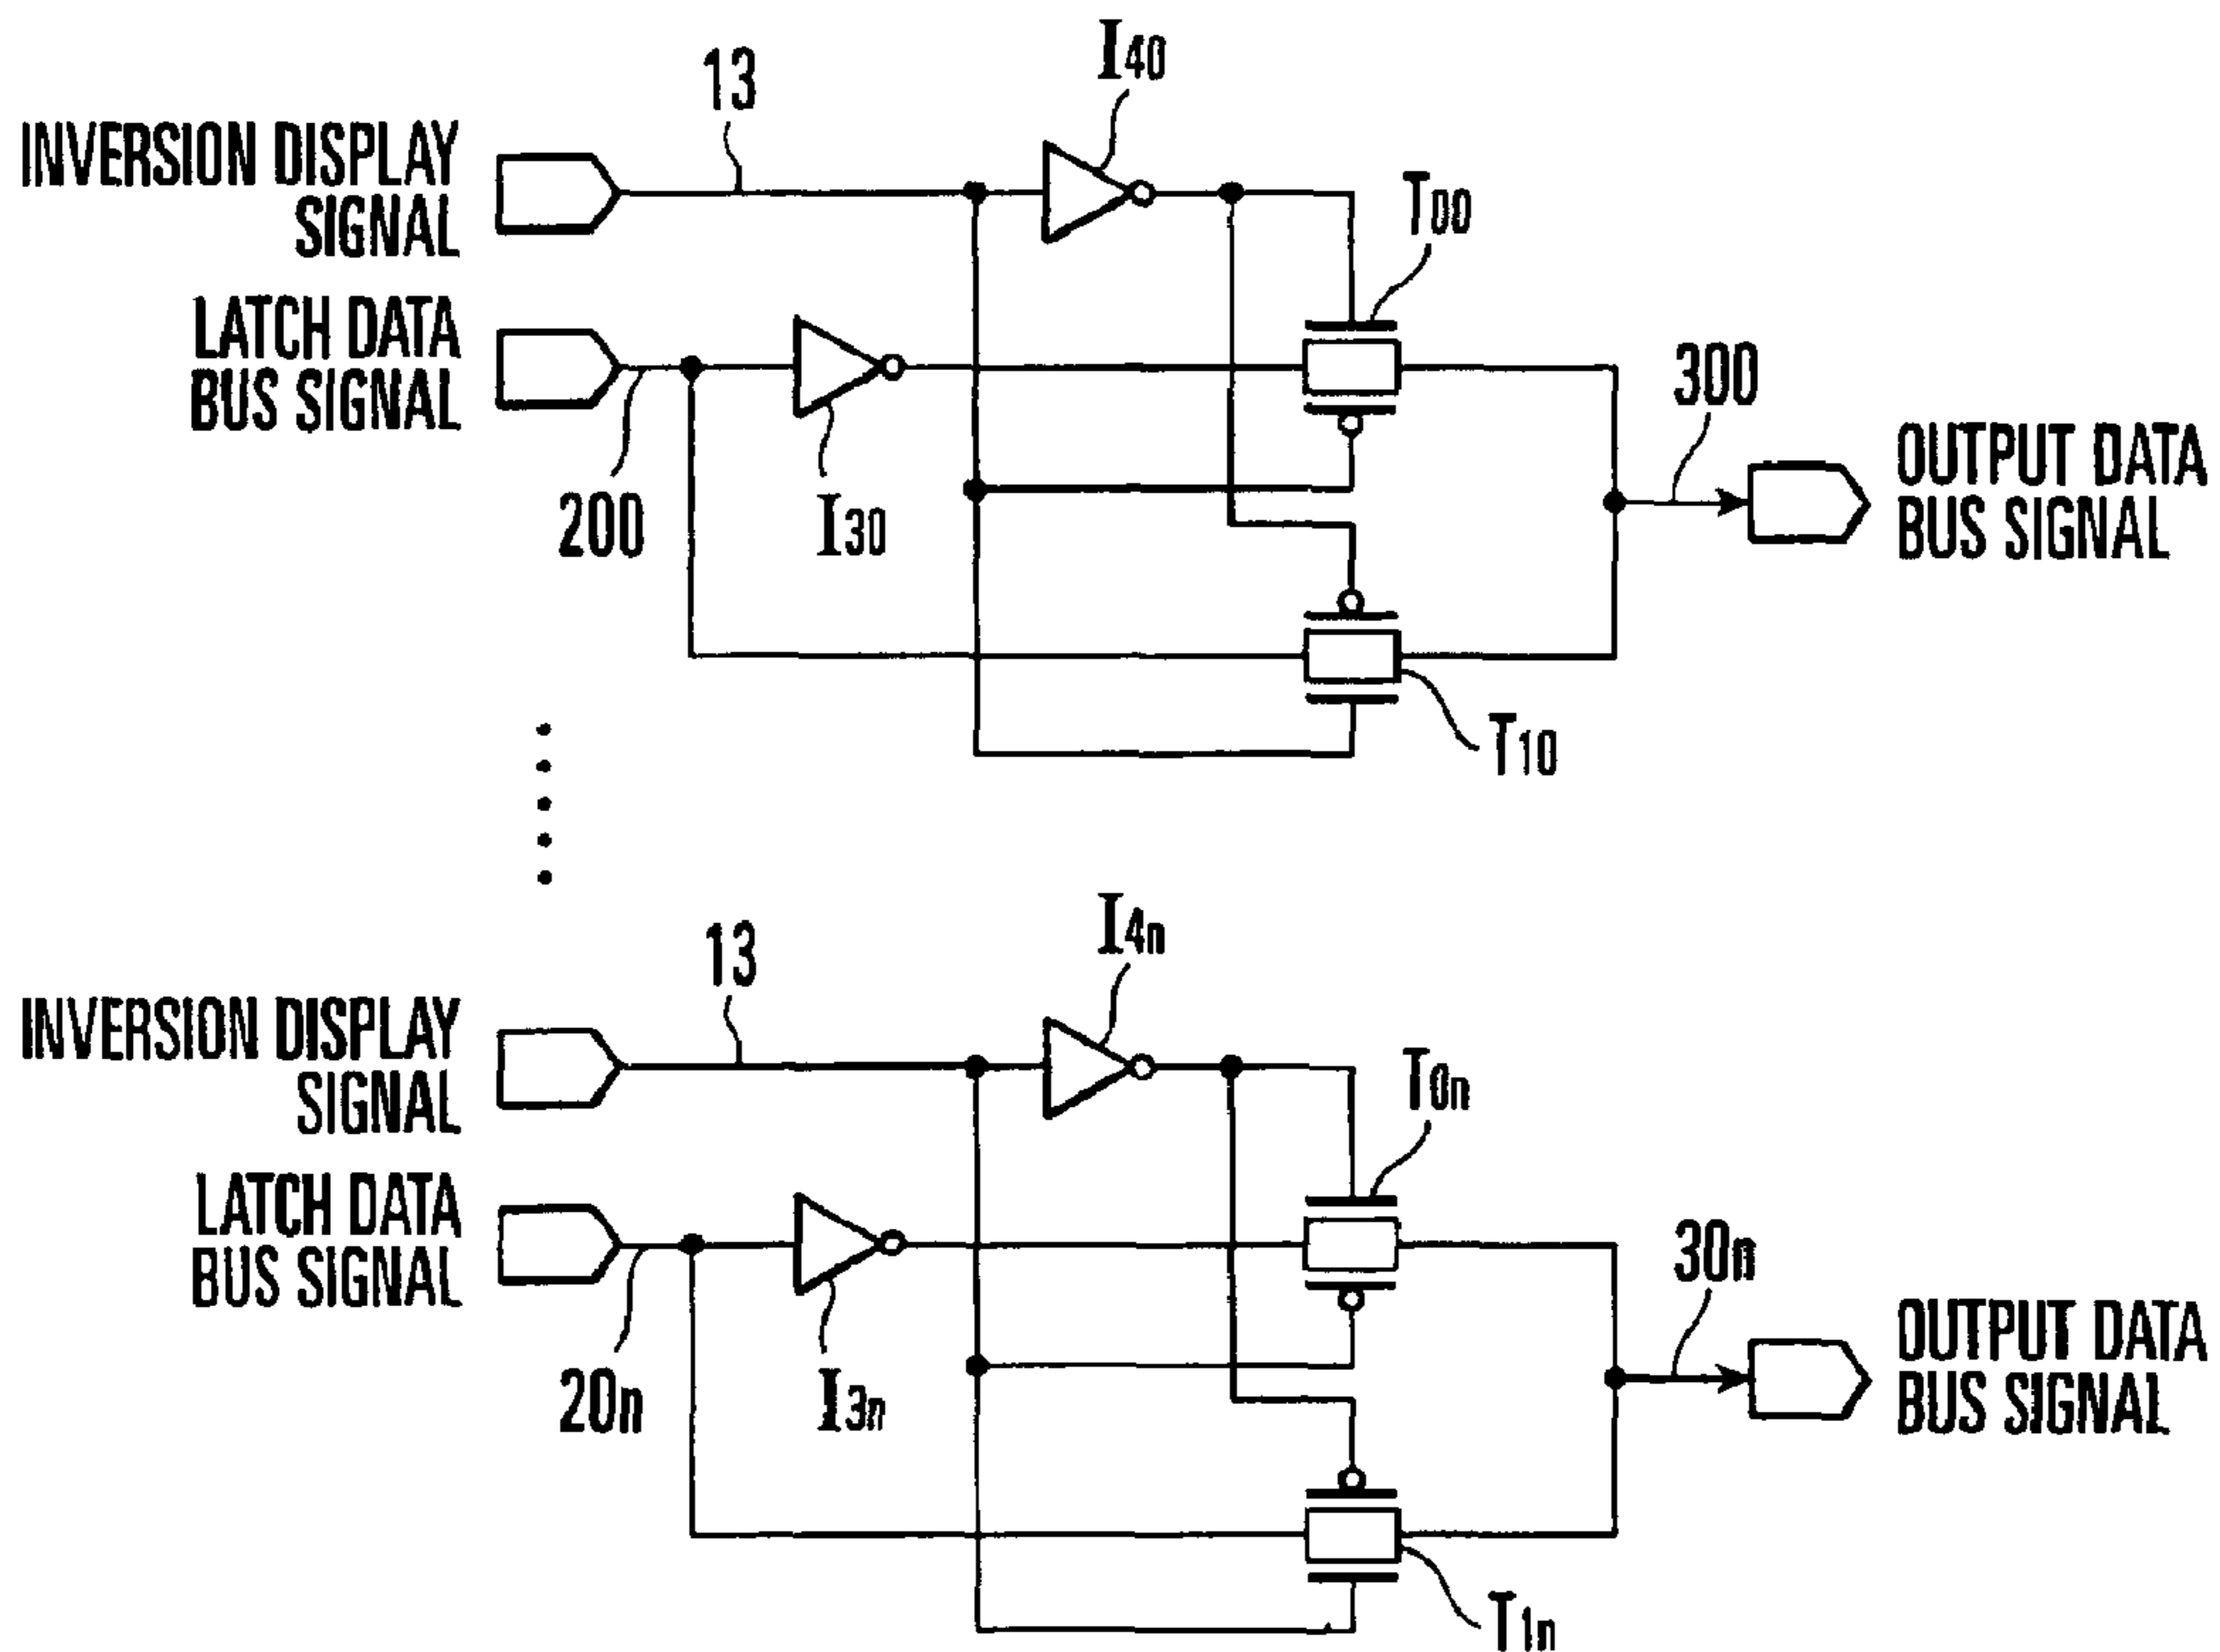 I40
13
INVERSION DISPLAY
SIGNAL
T00
LATCH DATA
BUS SIGNAL
300
OUTPUT DATA
BUS SIGNAL
200
I30
T10
I4n
13
INVERSION DISPLAY
SIGNAL
T0n
LATCH DATA
BUS SIGNAL
30n
OUTPUT DATA
BUS SIGNAL
20n
I3n
T1n